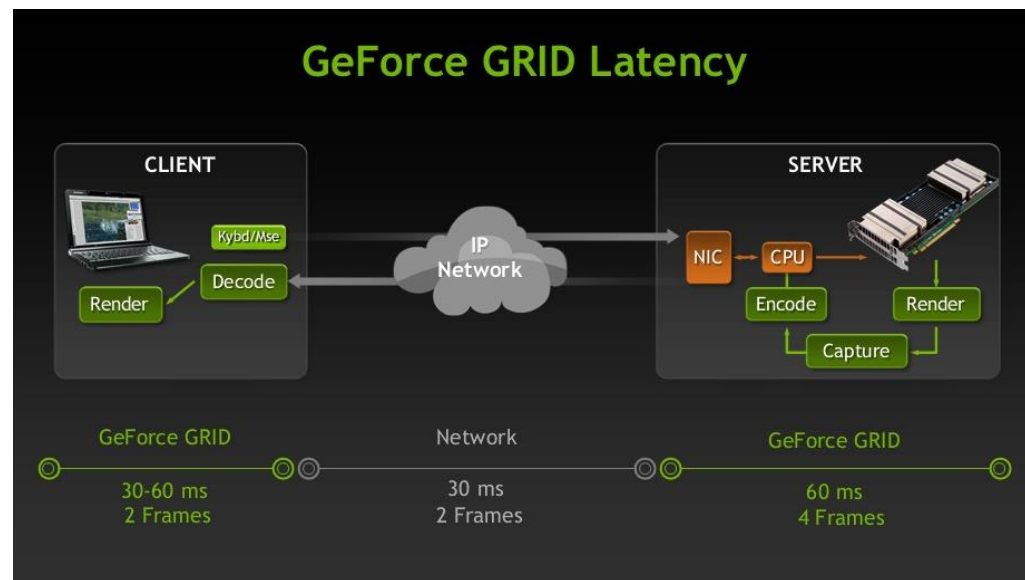 GeForce GRID Latency
CLIENT
Kybd/Mse
Decode
Render
IP
Network
SERVER
NIC
CPU
Encode
Render
Capture
GeForce GRID
30-60 ms
2 Frames
Network
30 ms
2 Frames
GeForce GRID
60 ms
4 Frames